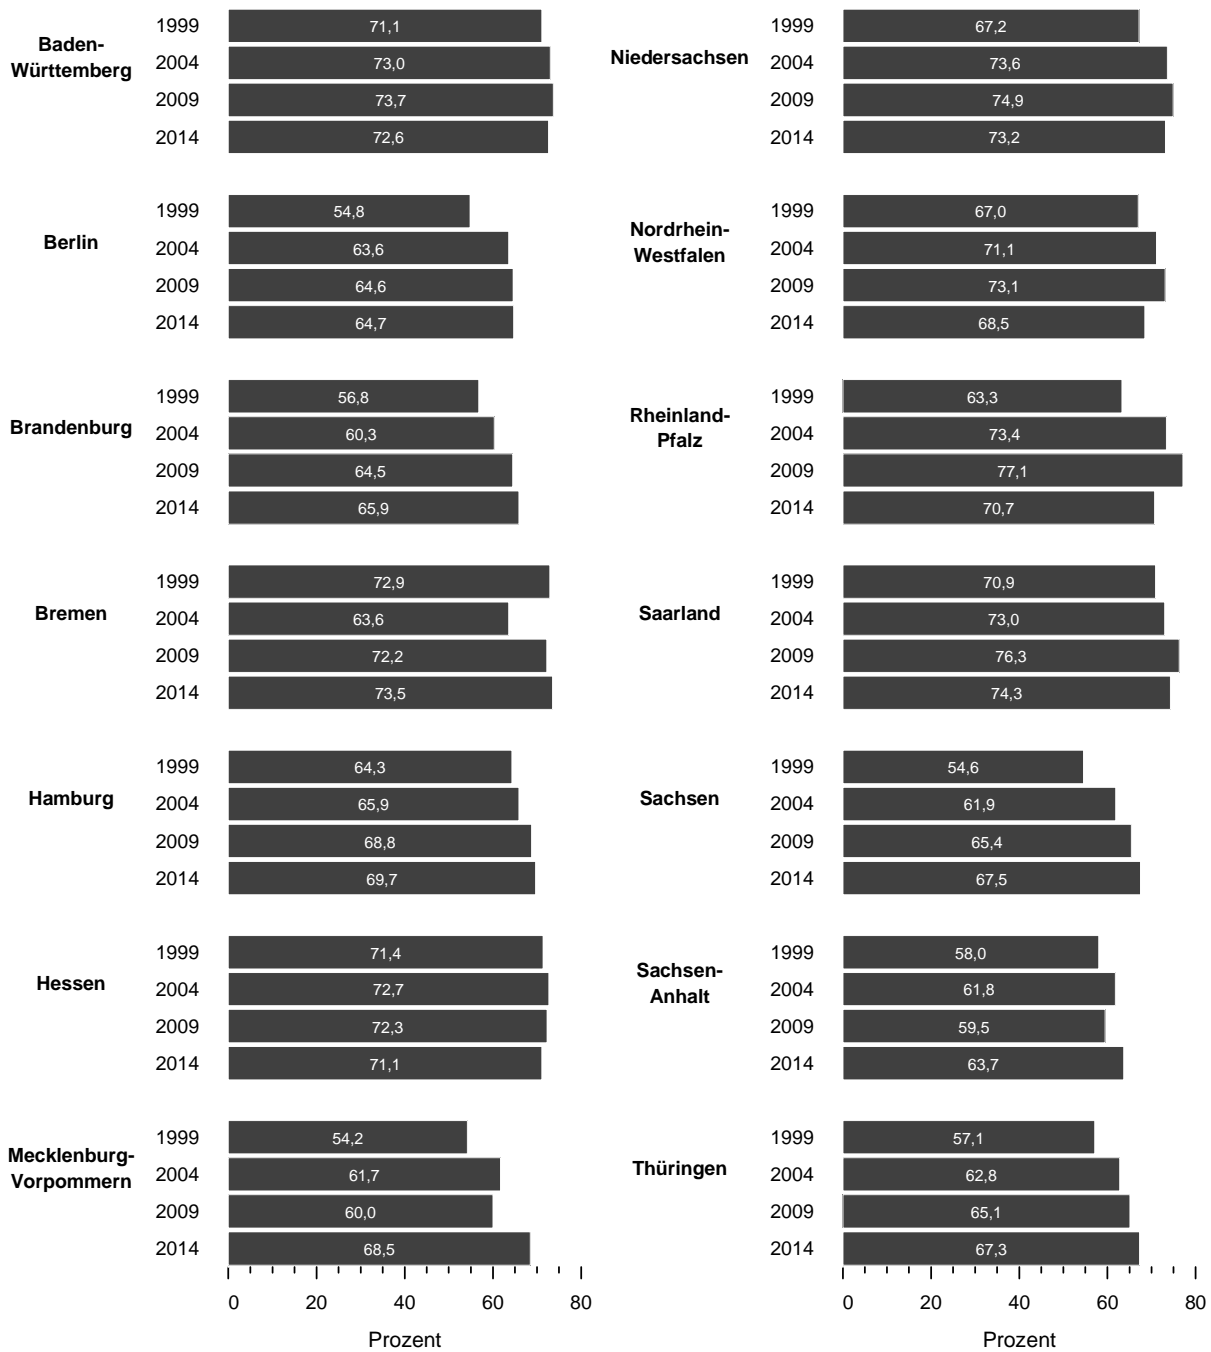 Baden-
Württemberg
1999 71,1
2004 73,0
2009 73,7
2014 72,6
Berlin
1999 54,8
2004 63,6
2009 64,6
2014 64,7
Brandenburg
1999 56,8
2004 60,3
2009 64,5
2014 65,9
Bremen
1999 72,9
2004 63,6
2009 72,2
2014 73,5
Hamburg
1999 64,3
2004 65,9
2009 68,8
2014 69,7
Hessen
1999 71,4
2004 72,7
2009 72,3
2014 71,1
Mecklenburg-
Vorpommern
1999 54,2
2004 61,7
2009 60,0
2014 68,5
0 20 40 60 80
Prozent
Niedersachsen
1999 67,2
2004 73,6
2009 74,9
2014 73,2
Nordrhein-
Westfalen
1999 67,0
2004 71,1
2009 73,1
2014 68,5
Rheinland-
Pfalz
1999 63,3
2004 73,4
2009 77,1
2014 70,7
Saarland
1999 70,9
2004 73,0
2009 76,3
2014 74,3
Sachsen
1999 54,6
2004 61,9
2009 65,4
2014 67,5
Sachsen-
Anhalt
1999 58,0
2004 61,8
2009 59,5
2014 63,7
Thüringen
1999 57,1
2004 62,8
2009 65,1
2014 67,3
0 20 40 60 80
Prozent